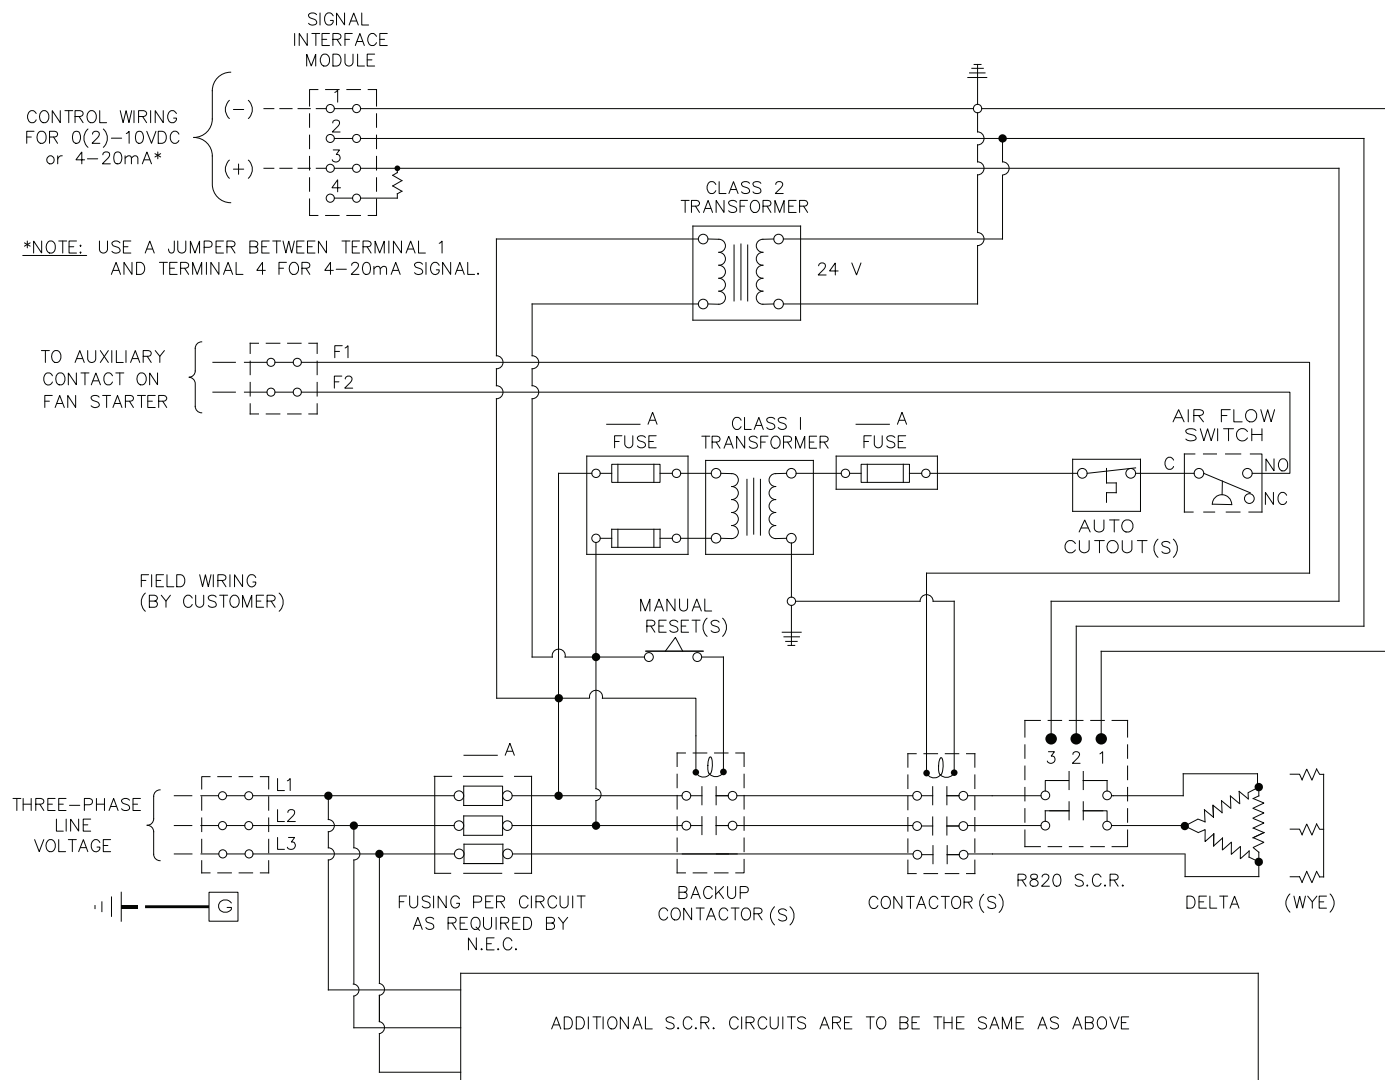 SIGNAL
INTERFACE
MODULE
CONTROL WIRING
FOR 0(2)-10VDC
or 4-20mA*
(-)
(+)
1
2
3
4
*NOTE: USE A JUMPER BETWEEN TERMINAL 1
AND TERMINAL 4 FOR 4-20mA SIGNAL.
CLASS 2
TRANSFORMER
24 V
TO AUXILIARY
CONTACT ON
FAN STARTER
F1
F2
___ A
FUSE
CLASS I
TRANSFORMER
___ A
FUSE
AIR FLOW
SWITCH
C
NO
NC
AUTO
CUTOUT(S)
FIELD WIRING
(BY CUSTOMER)
MANUAL
RESET(S)
___ A
3 2 1
THREE-PHASE
LINE
VOLTAGE
L1
L2
L3
G
FUSING PER CIRCUIT
AS REQUIRED BY
N.E.C.
BACKUP
CONTACTOR(S)
CONTACTOR(S)
R820 S.C.R.
DELTA
(WYE)
ADDITIONAL S.C.R. CIRCUITS ARE TO BE THE SAME AS ABOVE